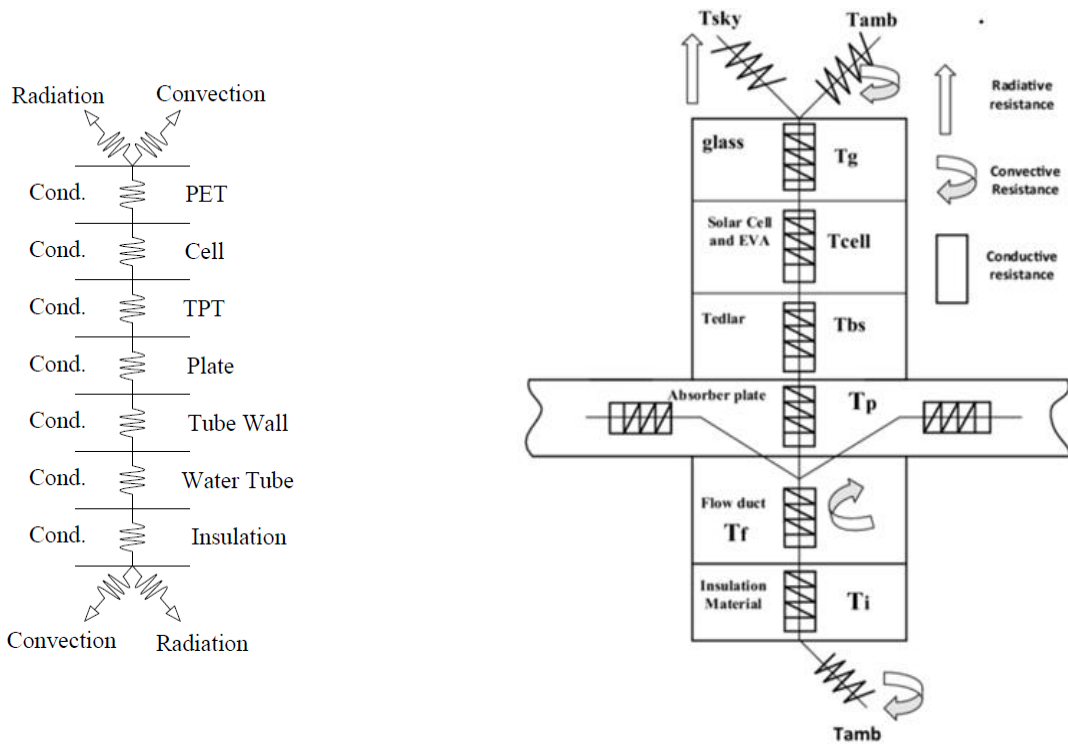 Radiation
Convection
Cond.
PET
Cond.
Cell
Cond.
TPT
Cond.
Plate
Cond.
Tube Wall
Cond.
Water Tube
Cond.
Insulation
Convection
Radiation
Tsky
Tamb
glass
Tg
Solar Cell
and EVA
Tcell
Tedlar
Tbs
Absorber plate
Tp
Flow duct
Tf
Insulation
Material
Ti
Tamb
Radiative
resistance
Convective
Resistance
Conductive
resistance